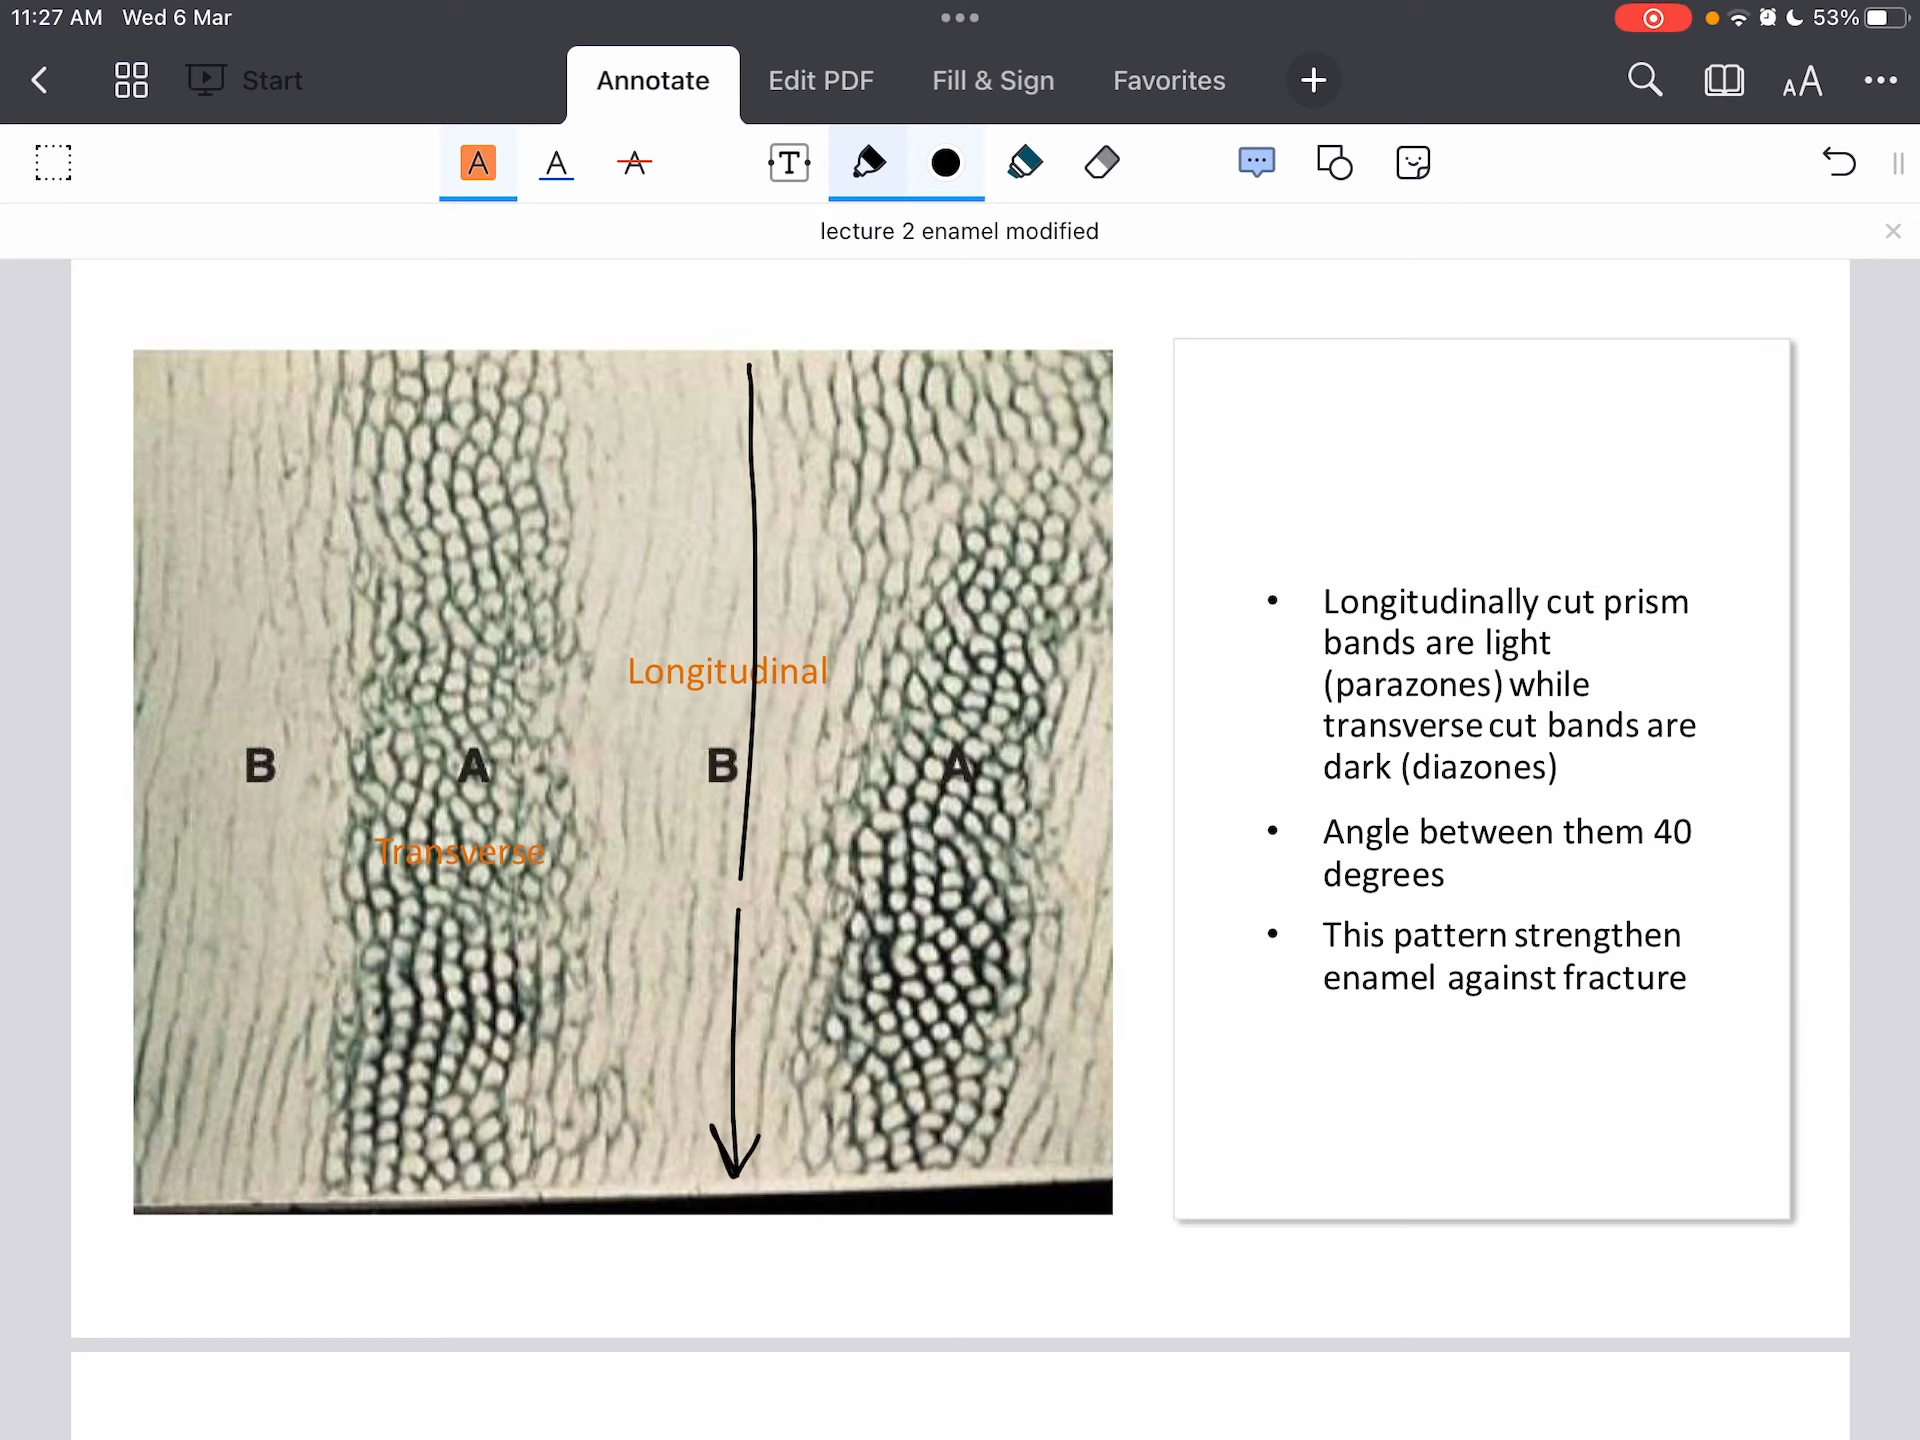 11:27 AM Wed 6 Mar
53%
Start
Annotate
Edit PDF
Fill & Sign
Favorites
AA
A
A
A
T
lecture 2 enamel modified
Longitudinal
B
A
B
A
Transverse
• Longitudinally cut prism
bands are light
(parazones) while
transverse cut bands are
dark (diazones)
• Angle between them 40
degrees
• This pattern strengthen
enamel against fracture